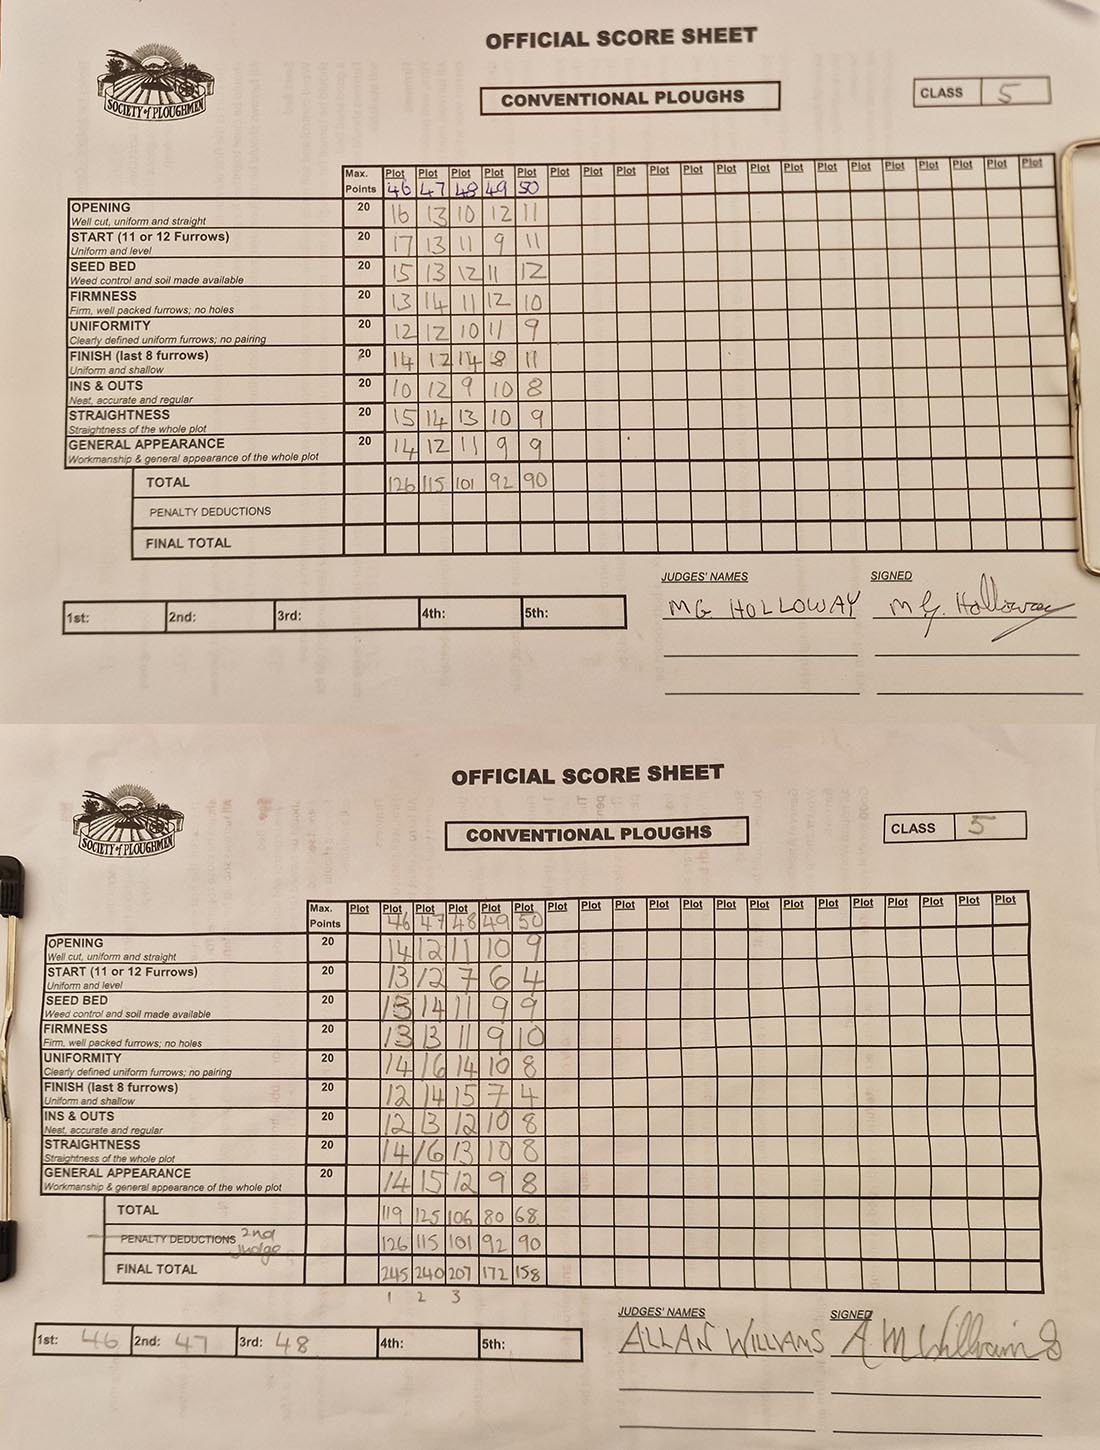 OFFICIAL SCORE SHEET
SOCIETY of PLOUGHMEN
CONVENTIONAL PLOUGHS
CLASS 5
Max. Points Plot 46 Plot 47 Plot 48 Plot 49 Plot 50 Plot Plot Plot Plot Plot Plot Plot Plot Plot Plot Plot Plot Plot Plot Plot
OPENING 20 16 13 10 12 11
Well cut, uniform and straight
START (11 or 12 Furrows) 20 17 13 11 9 11
Uniform and level
SEED BED 20 15 13 12 11 12
Weed control and soil made available
FIRMNESS 20 13 14 11 12 10
Firm, well packed furrows; no holes
UNIFORMITY 20 12 12 10 11 9
Clearly defined uniform furrows; no pairing
FINISH (last 8 furrows) 20 14 12 14 8 11
Uniform and shallow
INS & OUTS 20 10 12 9 10 8
Neat, accurate and regular
STRAIGHTNESS 20 15 14 13 10 9
Straightness of the whole plot
GENERAL APPEARANCE 20 14 12 11 9 9
Workmanship & general appearance of the whole plot
TOTAL 126 115 101 92 90
PENALTY DEDUCTIONS
FINAL TOTAL
JUDGES' NAMES SIGNED
MG HOLLOWAY M G. Holloway
1st: 2nd: 3rd: 4th: 5th:
OFFICIAL SCORE SHEET
SOCIETY of PLOUGHMEN
CONVENTIONAL PLOUGHS
CLASS 5
Max. Points Plot Plot 46 Plot 47 Plot 48 Plot 49 Plot 50 Plot Plot Plot Plot Plot Plot Plot Plot Plot Plot Plot Plot Plot Plot
OPENING 20 14 12 11 10 9
Well cut, uniform and straight
START (11 or 12 Furrows) 20 13 12 7 6 4
Uniform and level
SEED BED 20 13 14 11 9 9
Weed control and soil made available
FIRMNESS 20 13 13 11 9 10
Firm, well packed furrows; no holes
UNIFORMITY 20 14 16 14 10 8
Clearly defined uniform furrows; no pairing
FINISH (last 8 furrows) 20 12 14 15 7 4
Uniform and shallow
INS & OUTS 20 12 13 12 10 8
Neat, accurate and regular
STRAIGHTNESS 20 14 16 13 10 8
Straightness of the whole plot
GENERAL APPEARANCE 20 14 15 12 9 8
Workmanship & general appearance of the whole plot
TOTAL 119 125 106 80 68
PENALTY DEDUCTIONS 2nd Judge 126 115 101 92 90
FINAL TOTAL 245 240 207 172 158
1 2 3
JUDGES' NAMES SIGNED
ALLAN WILLIAMS A M Williams
1st: 46 2nd: 47 3rd: 48 4th: 5th: